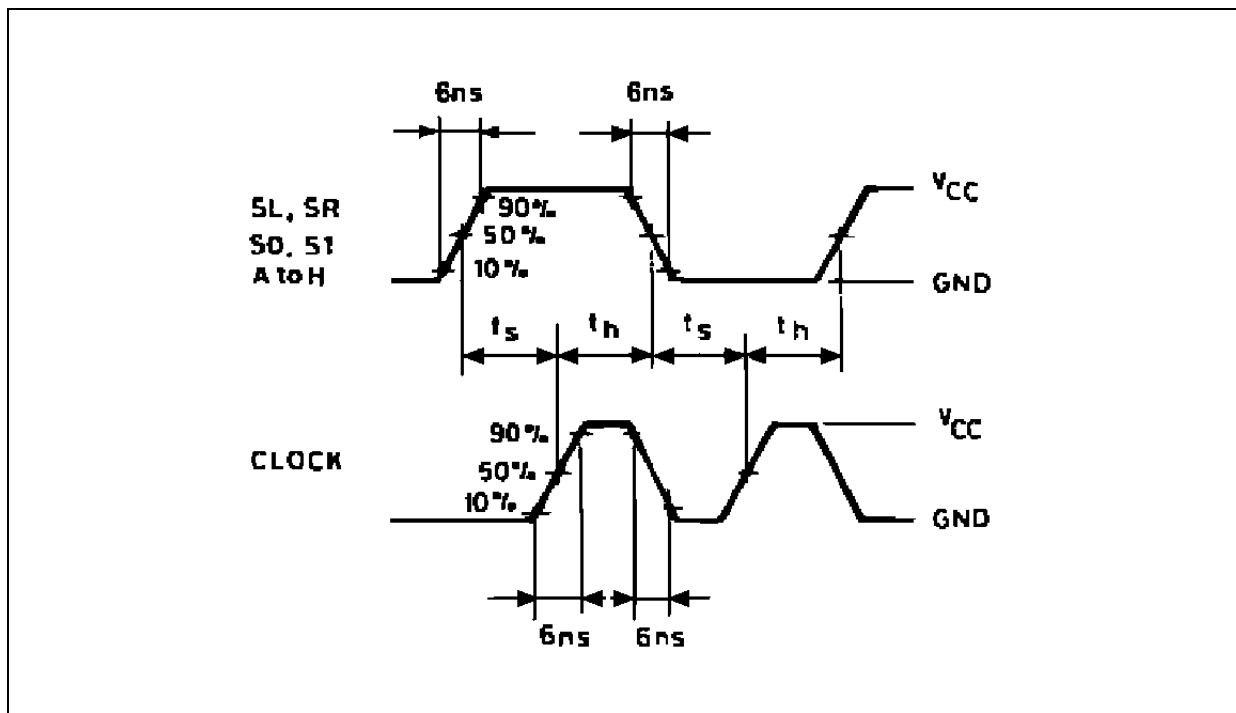 6ns 6ns
VCC
SL, SR
90%
S0, S1
50%
A to H
10%
GND
ts th ts th
VCC
90%
CLOCK
50%
10%
GND
6ns 6ns